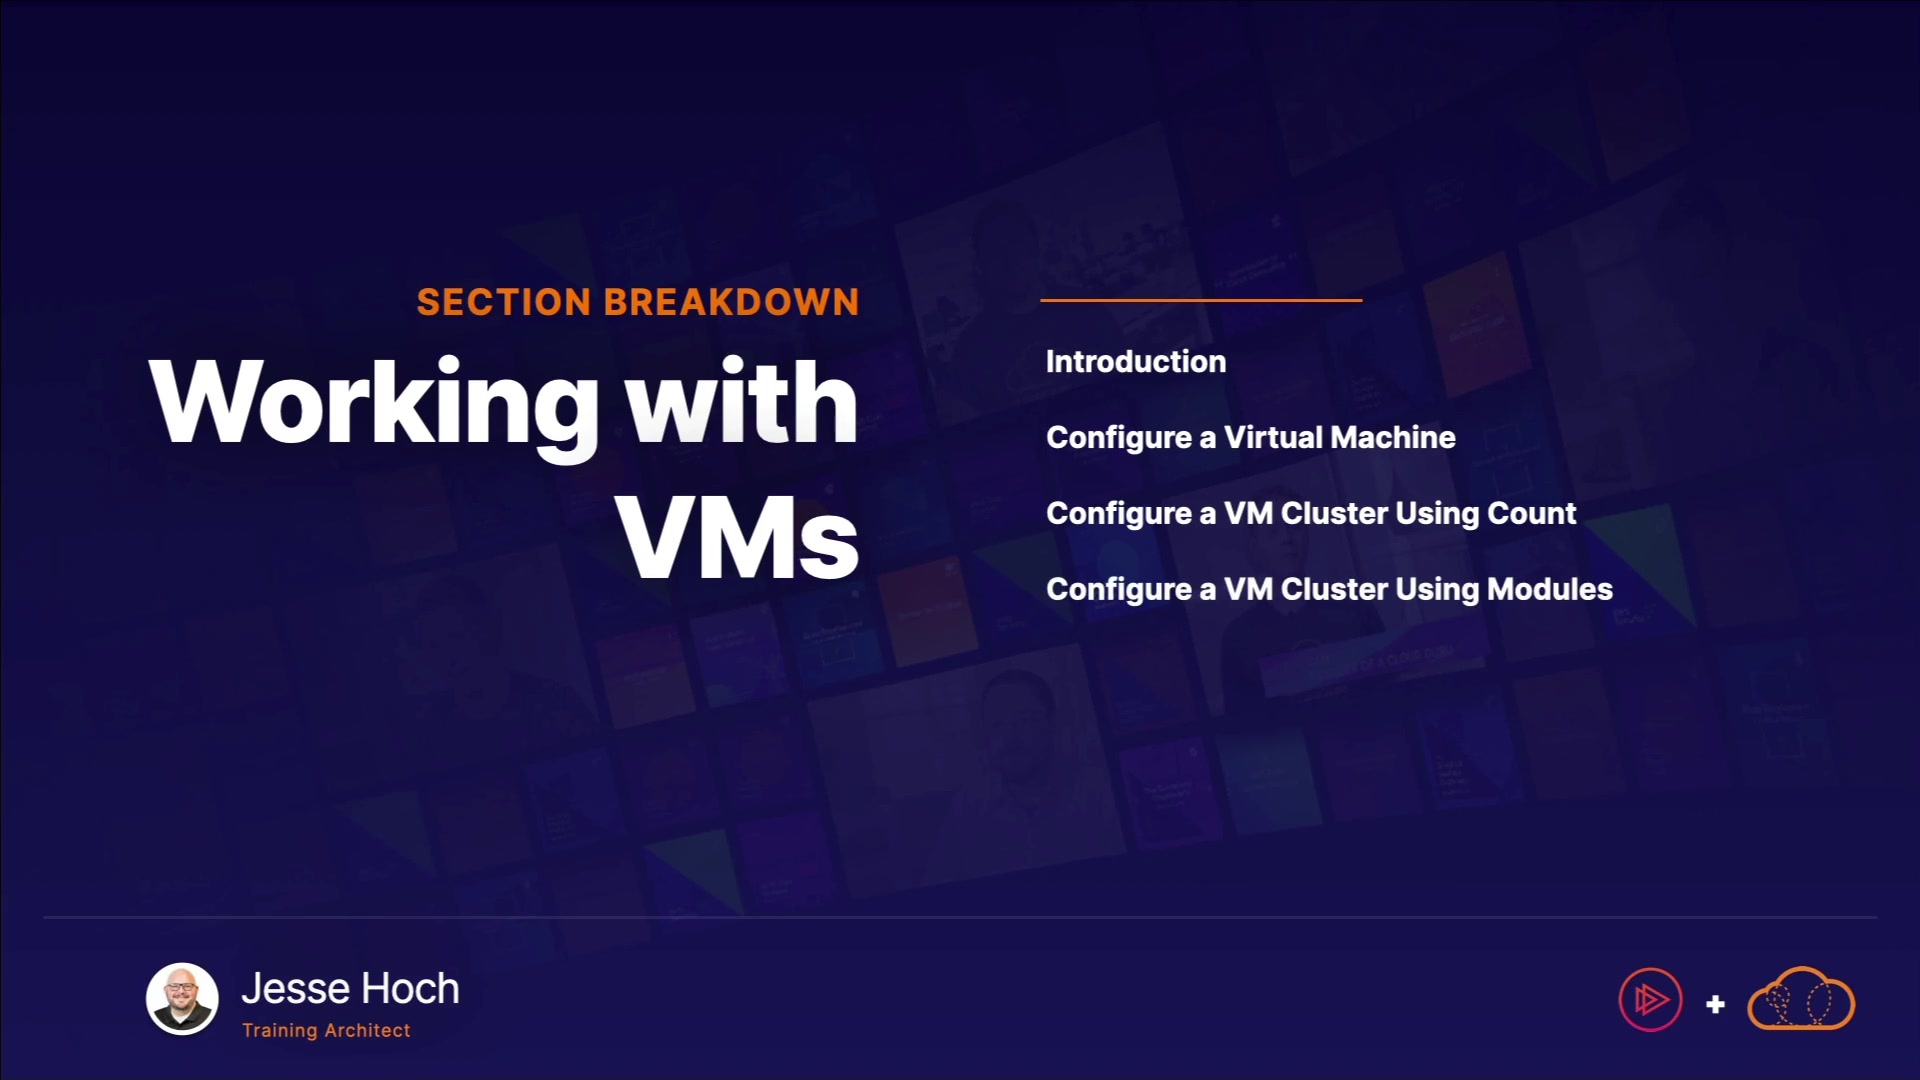 SECTION BREAKDOWN
Working with
VMs
Introduction
Configure a Virtual Machine
Configure a VM Cluster Using Count
Configure a VM Cluster Using Modules
Jesse Hoch
Training Architect
+